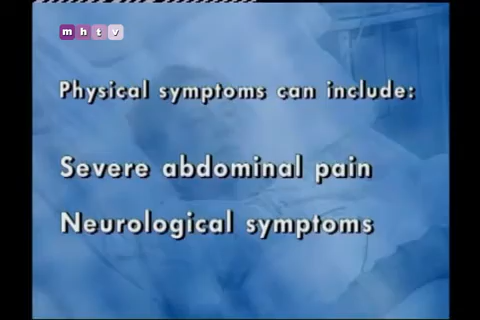 mhtv
Physical symptoms can include:
Severe abdominal pain
Neurological symptoms